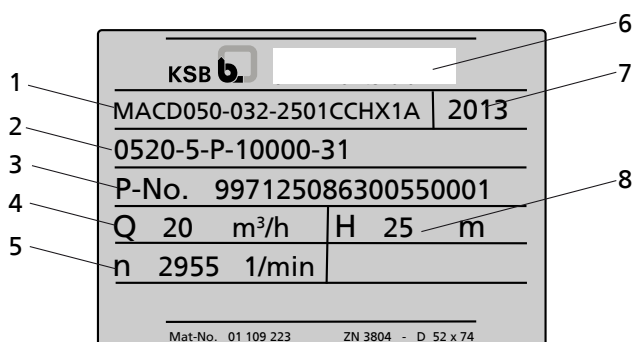 6
KSB b.
7
1
MACD050-032-2501CCHX1A 2013
2
0520-5-P-10000-31
3
P-No. 997125086300550001
8
4
Q 20 m³/h H 25 m
5
n 2955 1/min
Mat-No. 01 109 223 ZN 3804 - D 52 x 74